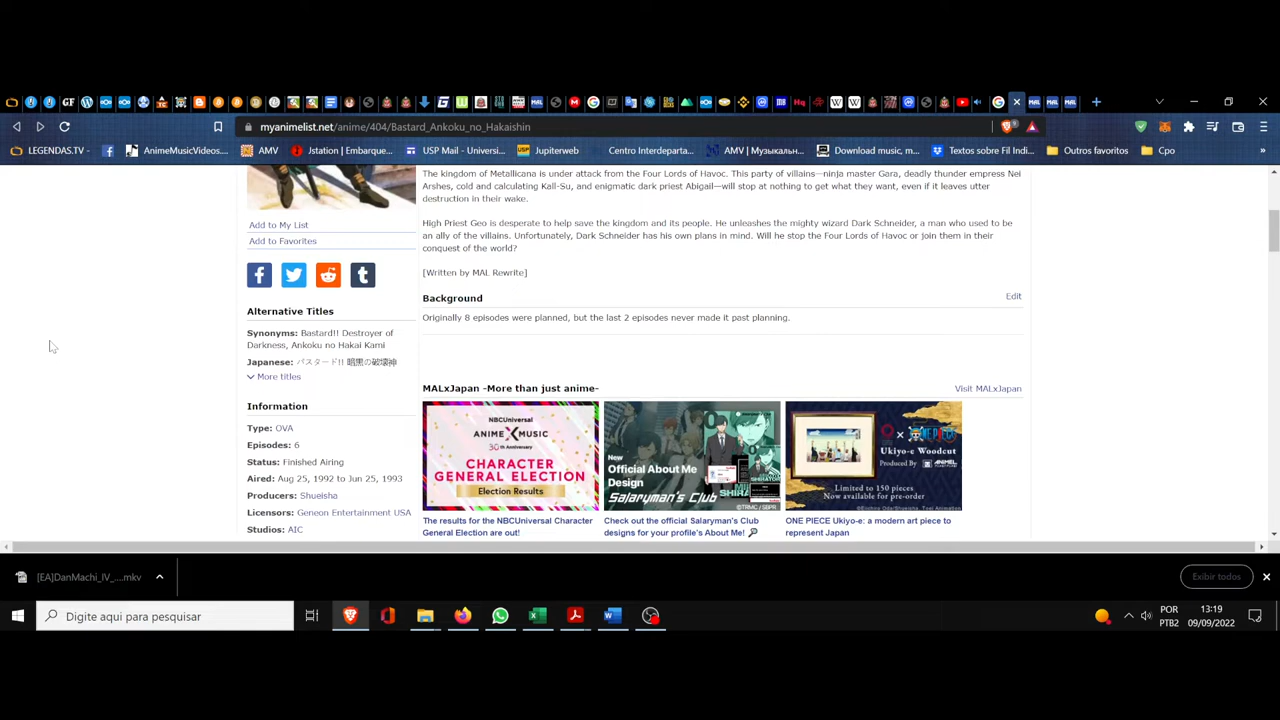 myanimelist.net/anime/404/Bastard_Ankoku_no_Hakaishin
LEGENDAS.TV - AnimeMusicVideos... AMV Jstation | Embarque... USP Mail - Universi... Jupiterweb Centro Interdeparta... AMV | Музыкальн... Download music, m... Textos sobre Fil Indi... Outros favoritos Cpo
The kingdom of Metallicana is under attack from the Four Lords of Havoc. This party of villains—ninja master Gara, deadly thunder empress Nei
Arshes, cold and calculating Kall-Su, and enigmatic dark priest Abigail—will stop at nothing to get what they want, even if it leaves utter
destruction in their wake.
High Priest Geo is desperate to help save the kingdom and its people. He unleashes the mighty wizard Dark Schneider, a man who used to be
an ally of the villains. Unfortunately, Dark Schneider has his own plans in mind. Will he stop the Four Lords of Havoc or join them in their
conquest of the world?
[Written by MAL Rewrite]
Background Edit
Originally 8 episodes were planned, but the last 2 episodes never made it past planning.
Add to My List
Add to Favorites
Alternative Titles
Synonyms: Bastard!! Destroyer of
Darkness, Ankoku no Hakai Kami
Japanese: バスタード!! 暗黒の破壊神
More titles
Information
Type: OVA
Episodes: 6
Status: Finished Airing
Aired: Aug 25, 1992 to Jun 25, 1993
Producers: Shueisha
Licensors: Geneon Entertainment USA
Studios: AIC
MALxJapan -More than just anime- Visit MALxJapan
NBCUniversal
ANIME X MUSIC
30th Anniversary
CHARACTER
GENERAL ELECTION
Election Results
The results for the NBCUniversal Character
General Election are out!
New
Official About Me
Design
Salaryman's Club
©TRMC / SBPR
Check out the official Salaryman's Club
designs for your profile's About Me!
ONE PIECE
Ukiyo-e Woodcut
Produced By
Limited to 150 pieces
Now available for pre-order
ONE PIECE Ukiyo-e: a modern art piece to
represent Japan
[EA]DanMachi_IV_....mkv
Exibir todos
Digite aqui para pesquisar
POR
PTB2
13:19
09/09/2022